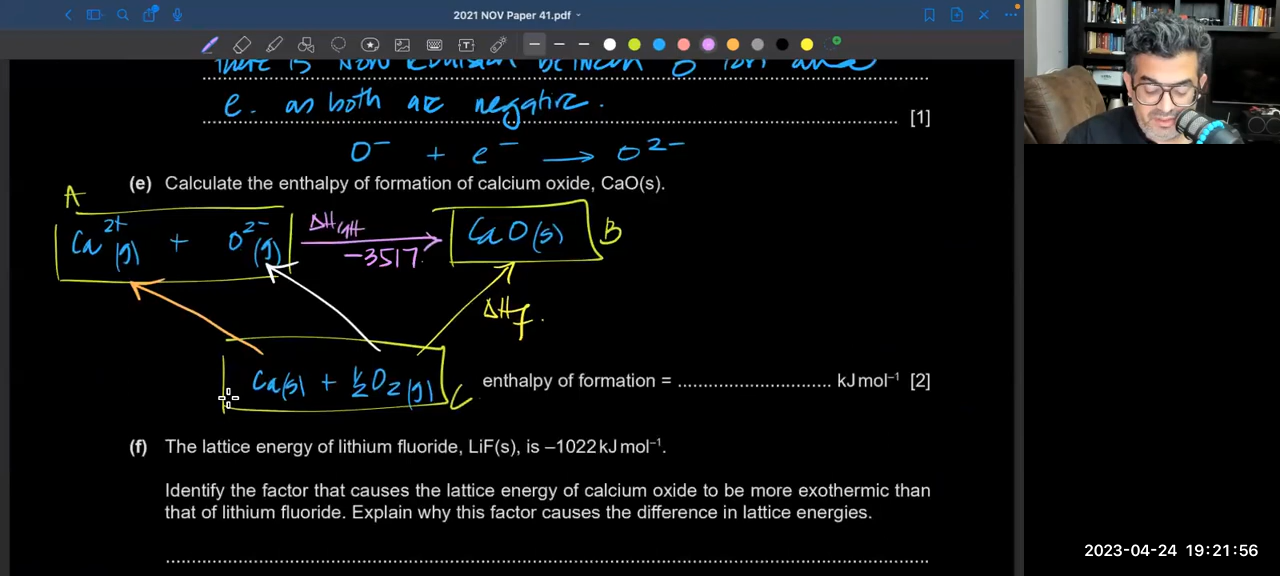 2021 NOV Paper 41.pdf
there is
between
e. as both are negative.
[1]
O⁻ + e⁻ → O²⁻
(e) Calculate the enthalpy of formation of calcium oxide, CaO(s).
A
Ca²⁺(g) + O²⁻(g)
ΔH
-3517.
CaO(s) B
ΔHf.
Ca(s) + ½O₂(g) C
enthalpy of formation = .............................. kJ mol⁻¹ [2]
(f) The lattice energy of lithium fluoride, LiF(s), is –1022 kJ mol⁻¹.
Identify the factor that causes the lattice energy of calcium oxide to be more exothermic than
that of lithium fluoride. Explain why this factor causes the difference in lattice energies.
2023-04-24 19:21:56